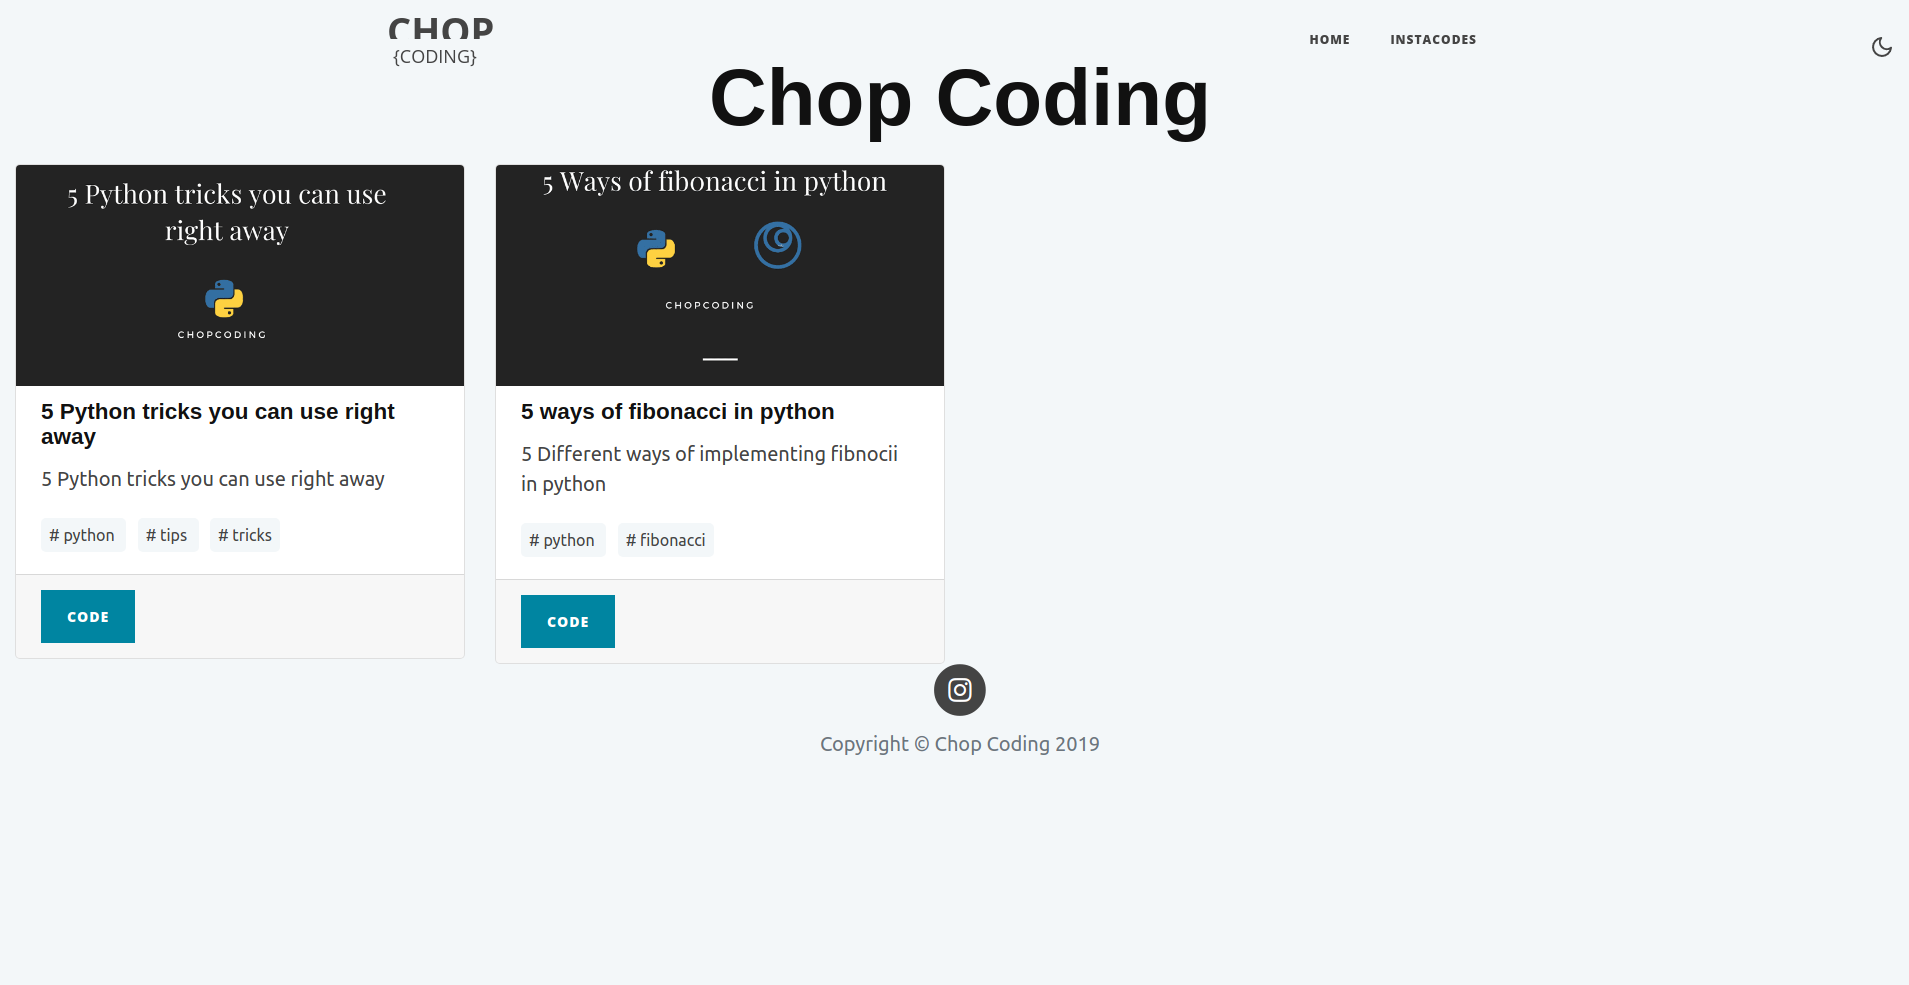 CHOP
{CODING}
HOME INSTACODES
Chop Coding
5 Python tricks you can use
right away
CHOPCODING
5 Python tricks you can use right
away
5 Python tricks you can use right away
# python # tips # tricks
CODE
5 Ways of fibonacci in python
CHOPCODING
5 ways of fibonacci in python
5 Different ways of implementing fibnocii
in python
# python # fibonacci
CODE
Copyright © Chop Coding 2019